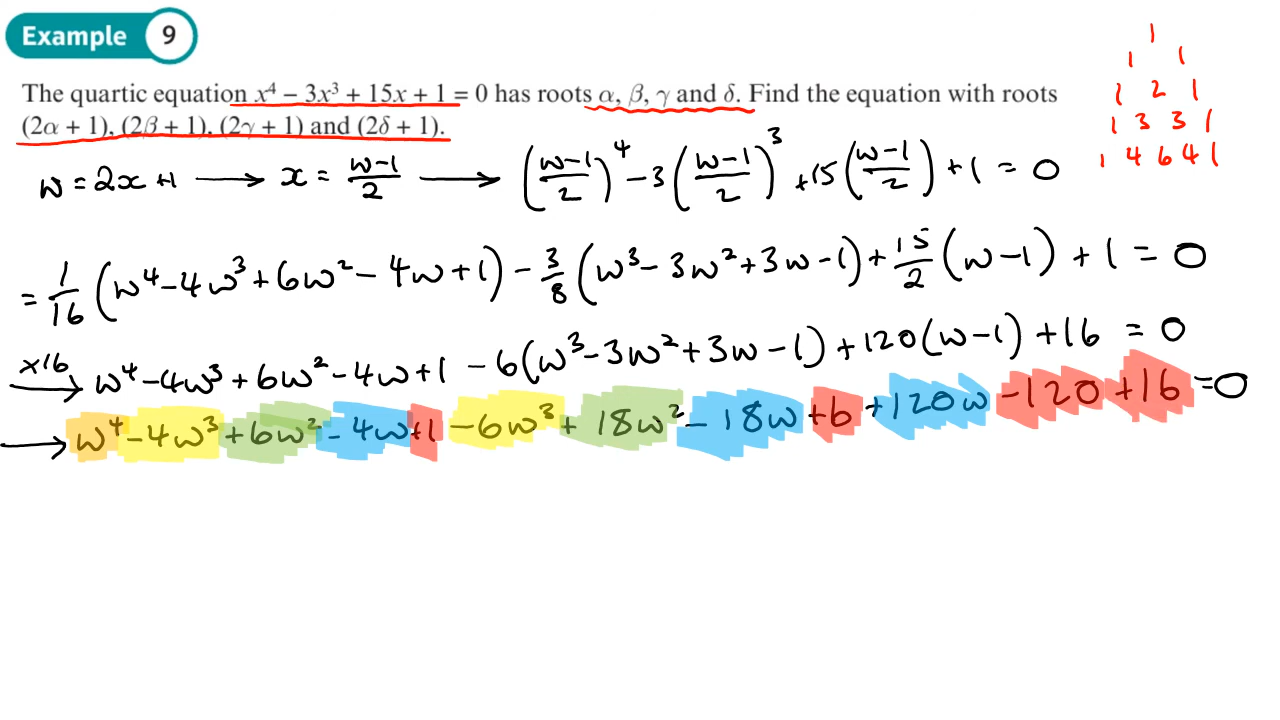 Example 9
The quartic equation x⁴ − 3x³ + 15x + 1 = 0 has roots α, β, γ and δ. Find the equation with roots
(2α + 1), (2β + 1), (2γ + 1) and (2δ + 1).
1
1 1
1 2 1
1 3 3 1
1 4 6 4 1
w = 2x + 1 → x = (w-1)/2 → ((w-1)/2)⁴ - 3((w-1)/2)³ + 15((w-1)/2) + 1 = 0
= 1/16 (w⁴ - 4w³ + 6w² - 4w + 1) - 3/8 (w³ - 3w² + 3w - 1) + 15/2 (w - 1) + 1 = 0
×16 → w⁴ - 4w³ + 6w² - 4w + 1 - 6(w³ - 3w² + 3w - 1) + 120(w - 1) + 16 = 0
→ w⁴ - 4w³ + 6w² - 4w + 1 - 6w³ + 18w² - 18w + 6 + 120w - 120 + 16 = 0